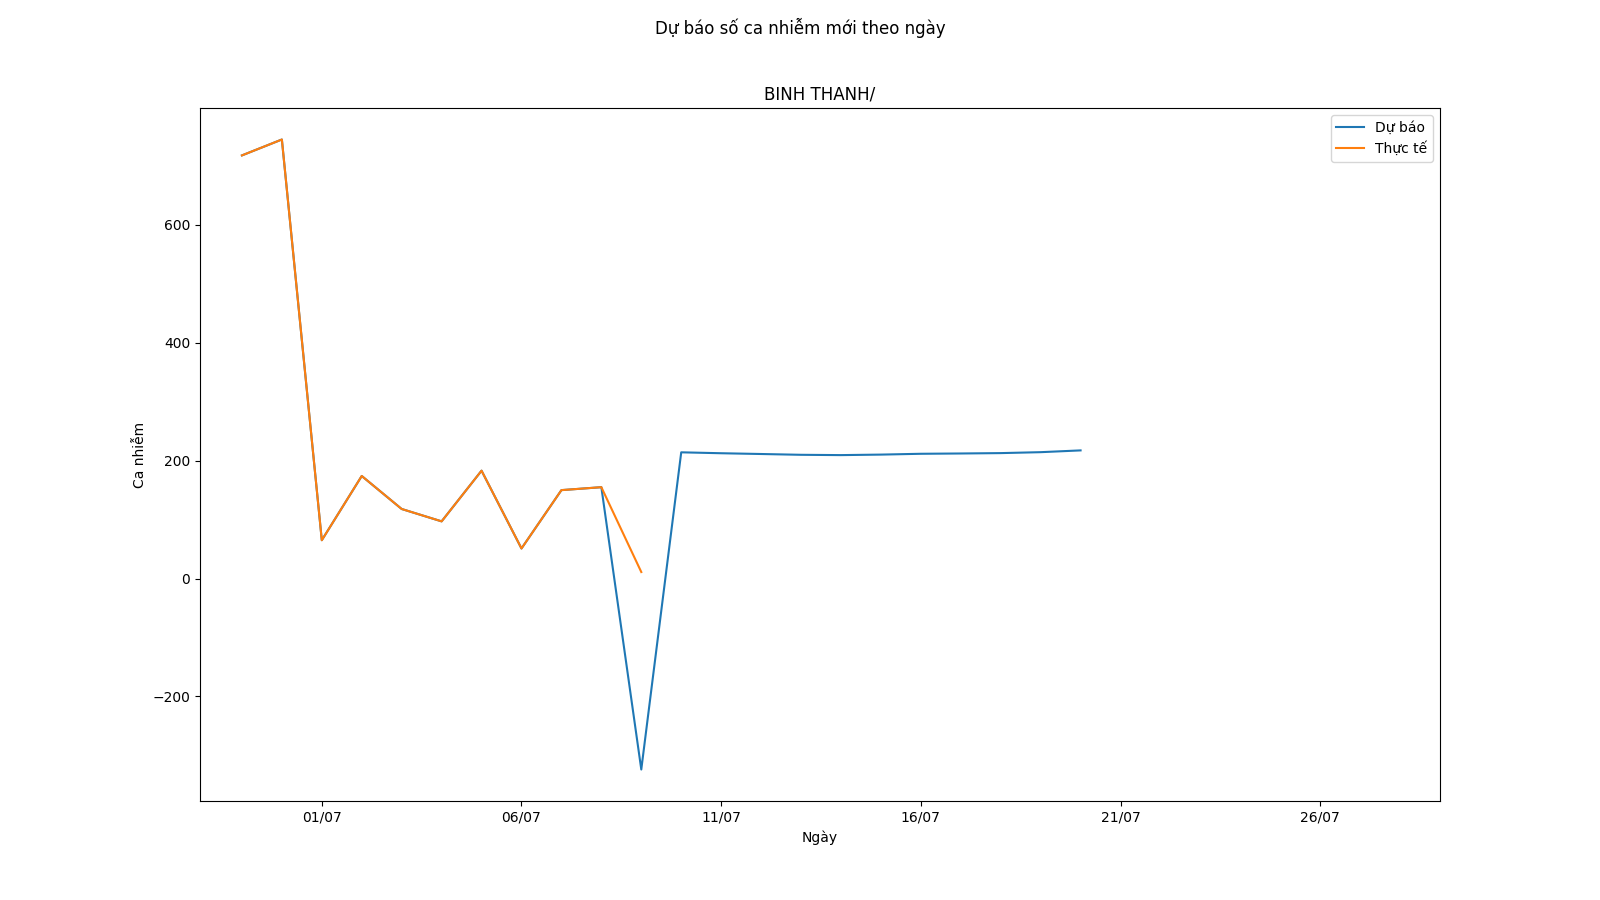 Dự báo số ca nhiễm mới theo ngày
BINH THANH/
Dự báo
Thực tế
600
400
200
0
−200
Ca nhiễm
01/07
06/07
11/07
16/07
21/07
26/07
Ngày